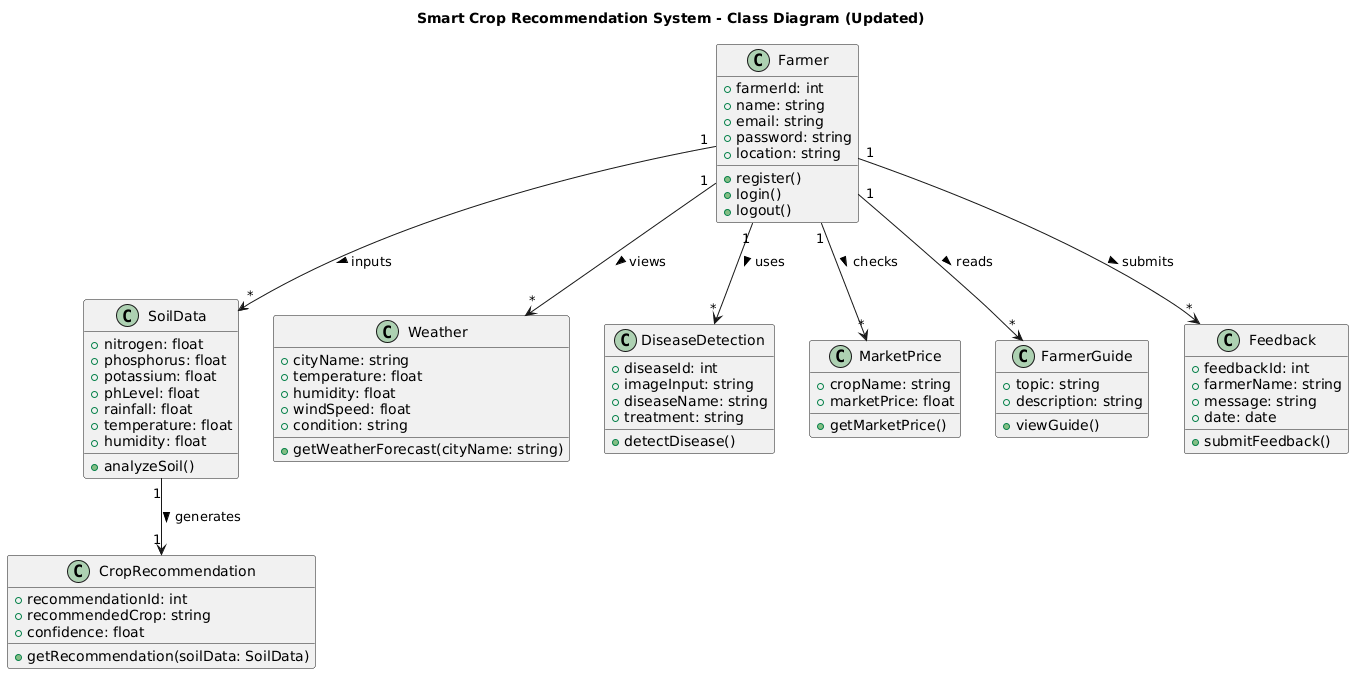 Smart Crop Recommendation System - Class Diagram (Updated)
C Farmer
farmerId: int
name: string
email: string
password: string
location: string
register()
login()
logout()
1
1
1
1
1
1
inputs
views
uses
checks
reads
submits
*
*
*
*
*
*
C SoilData
nitrogen: float
phosphorus: float
potassium: float
phLevel: float
rainfall: float
temperature: float
humidity: float
analyzeSoil()
C Weather
cityName: string
temperature: float
humidity: float
windSpeed: float
condition: string
getWeatherForecast(cityName: string)
C DiseaseDetection
diseaseId: int
imageInput: string
diseaseName: string
treatment: string
detectDisease()
C MarketPrice
cropName: string
marketPrice: float
getMarketPrice()
C FarmerGuide
topic: string
description: string
viewGuide()
C Feedback
feedbackId: int
farmerName: string
message: string
date: date
submitFeedback()
1
generates
1
C CropRecommendation
recommendationId: int
recommendedCrop: string
confidence: float
getRecommendation(soilData: SoilData)